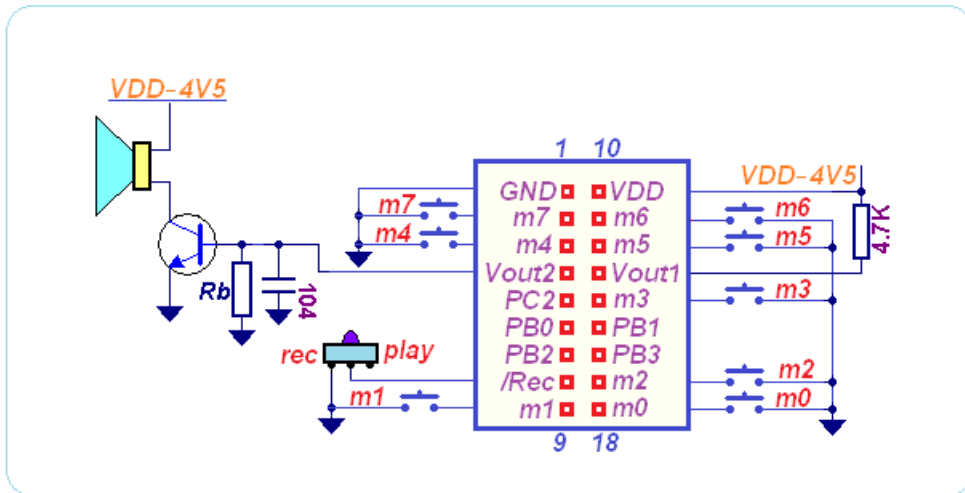 VDD-4V5
1 10
VDD-4V5
GND VDD
m7 m7 m6 m6
m4 m4 m5 m5
4.7K
Vout2 Vout1
Rb 104 PC2 m3 m3
PB0 PB1
rec play PB2 PB3
/Rec m2 m2
m1 m1 m0 m0
9 18